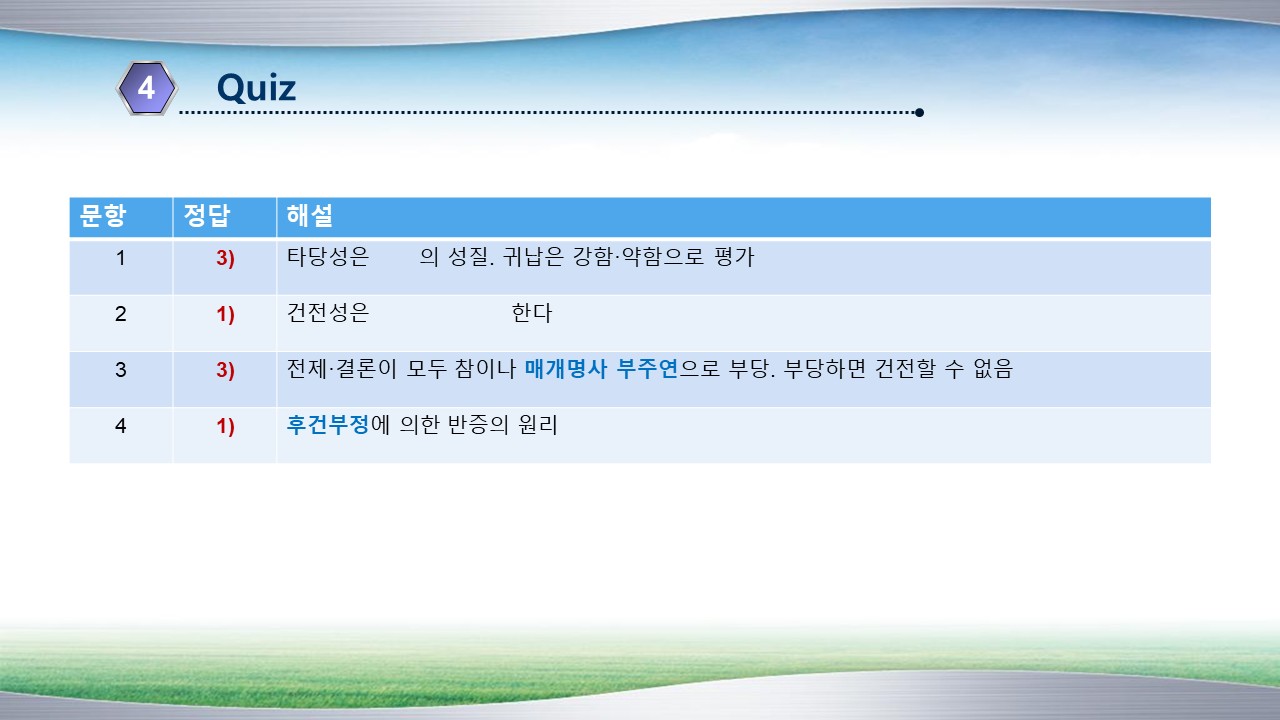 4 Quiz
문항 정답 해설
1 3) 타당성은 의 성질. 귀납은 강함·약함으로 평가
2 1) 건전성은 한다
3 3) 전제·결론이 모두 참이나 매개명사 부주연으로 부당. 부당하면 건전할 수 없음
4 1) 후건부정에 의한 반증의 원리